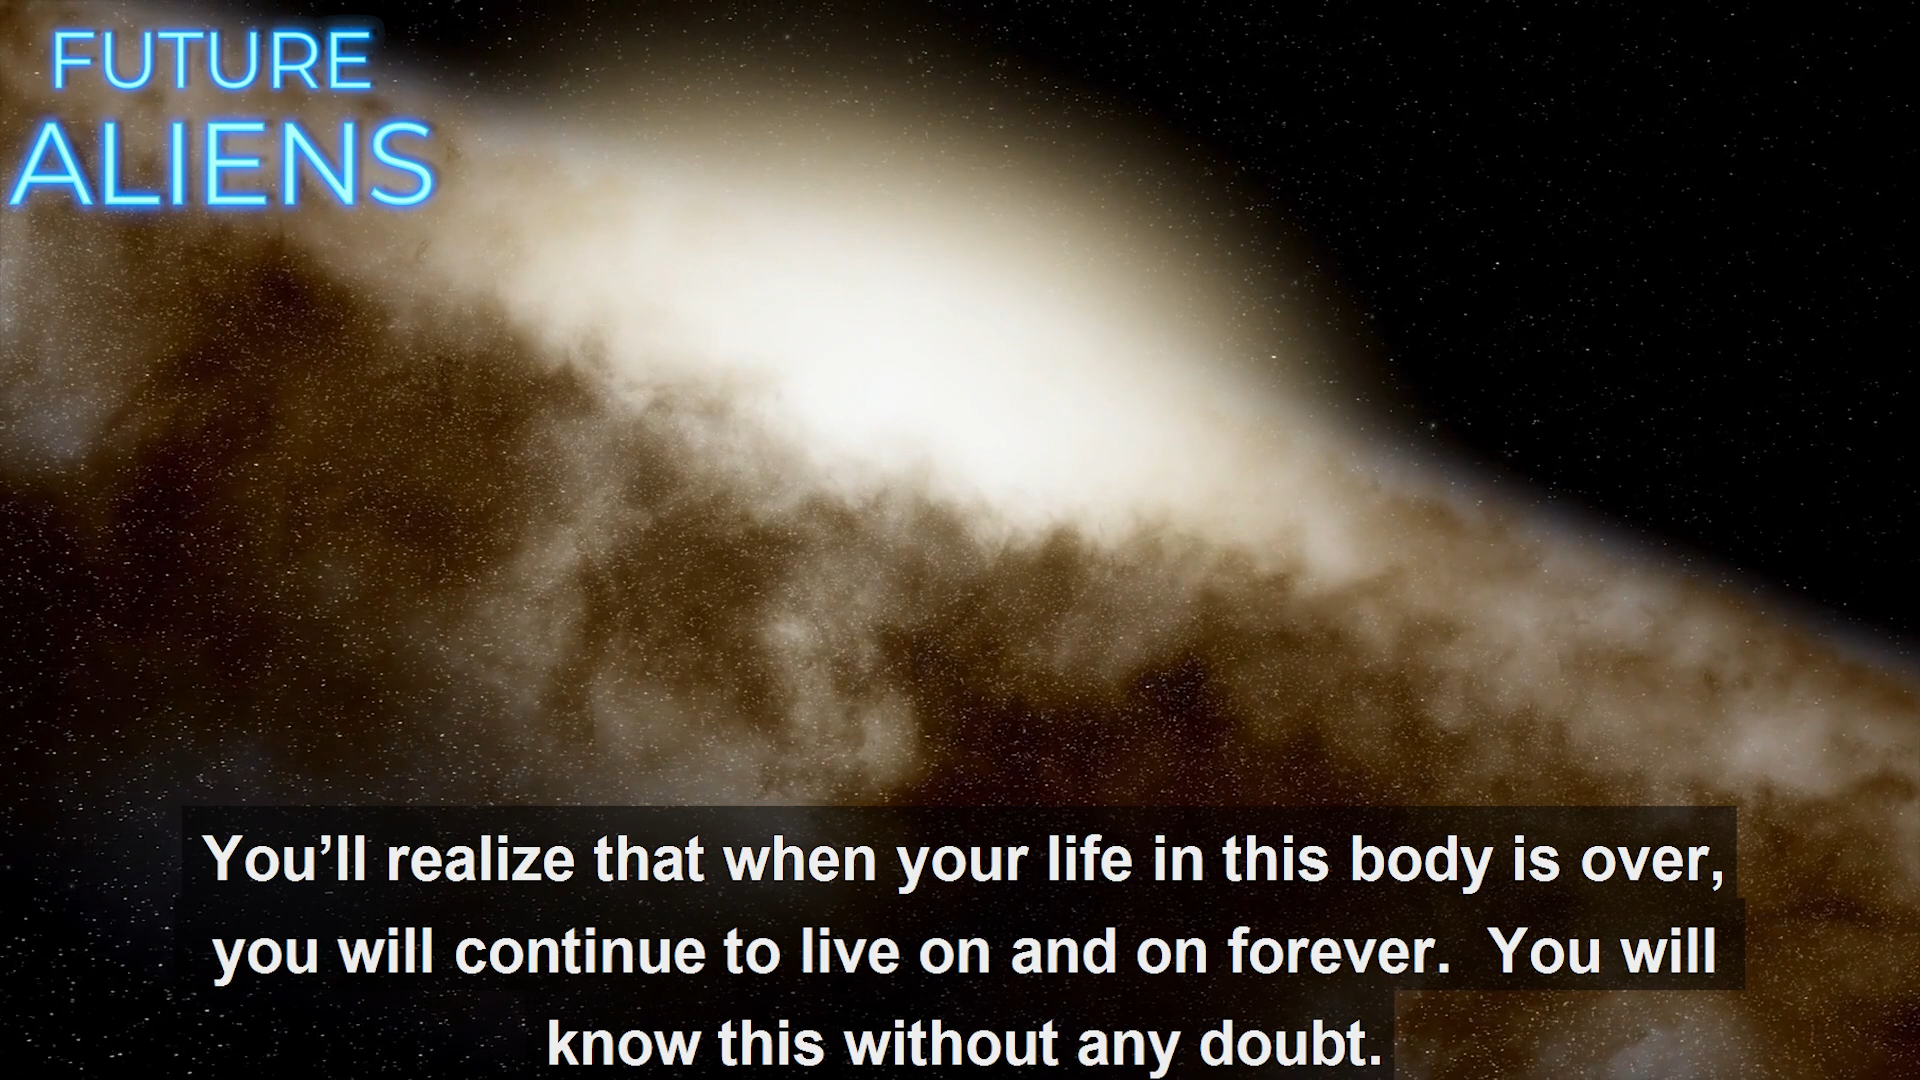 FUTURE
ALIENS
You’ll realize that when your life in this body is over,
you will continue to live on and on forever.  You will
know this without any doubt.